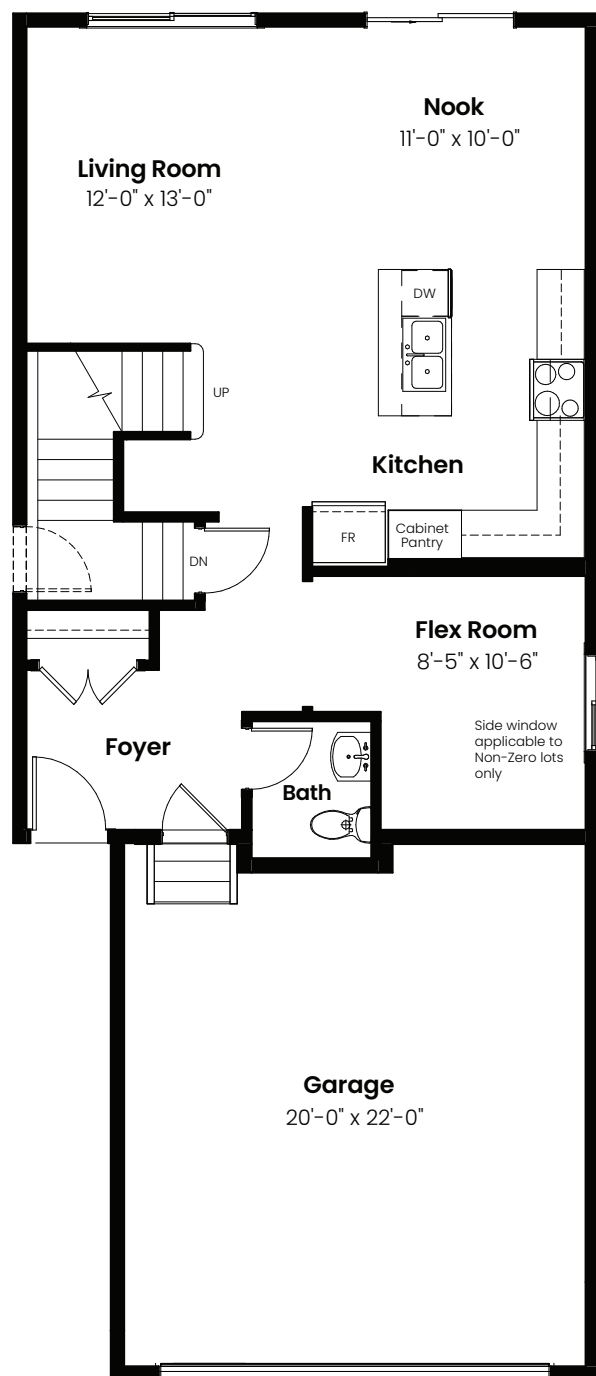 Nook
11'-0" x 10'-0"
Living Room
12'-0" x 13'-0"
DW
UP
Kitchen
FR
Cabinet
Pantry
DN
Flex Room
8'-5" x 10'-6"
Side window
applicable to
Non-Zero lots
only
Foyer
Bath
Garage
20'-0" x 22'-0"